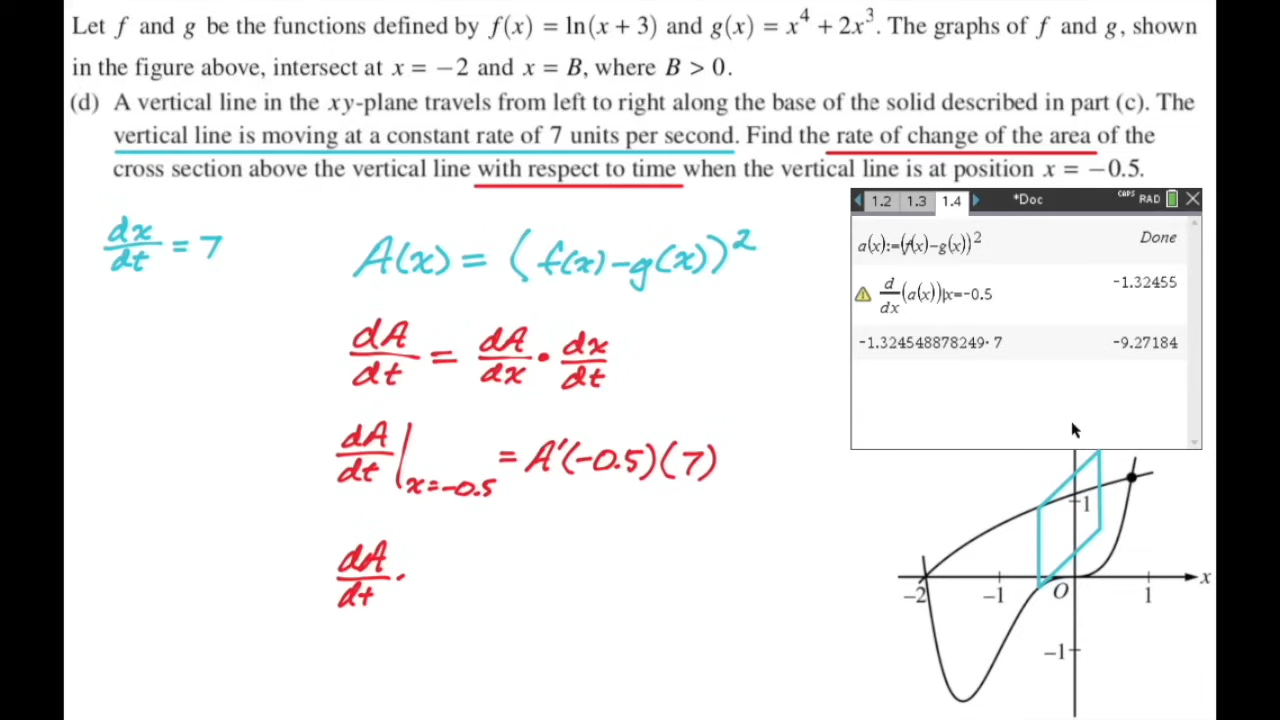 Let f and g be the functions defined by f(x) = ln(x + 3) and g(x) = x⁴ + 2x³. The graphs of f and g, shown
in the figure above, intersect at x = −2 and x = B, where B > 0.
(d) A vertical line in the xy-plane travels from left to right along the base of the solid described in part (c). The
vertical line is moving at a constant rate of 7 units per second. Find the rate of change of the area of the
cross section above the vertical line with respect to time when the vertical line is at position x = −0.5.
dx/dt = 7
A(x) = (f(x)-g(x))²
dA/dt = dA/dx • dx/dt
dA/dt |x=-0.5 = A'(-0.5)(7)
dA/dt
1.2 1.3 1.4 *Doc CAPS RAD X
a(x):=(f(x)−g(x))² Done
d/dx(a(x))|x=-0.5 -1.32455
-1.324548878249·7 -9.27184
1
−2 −1 O 1 x
−1